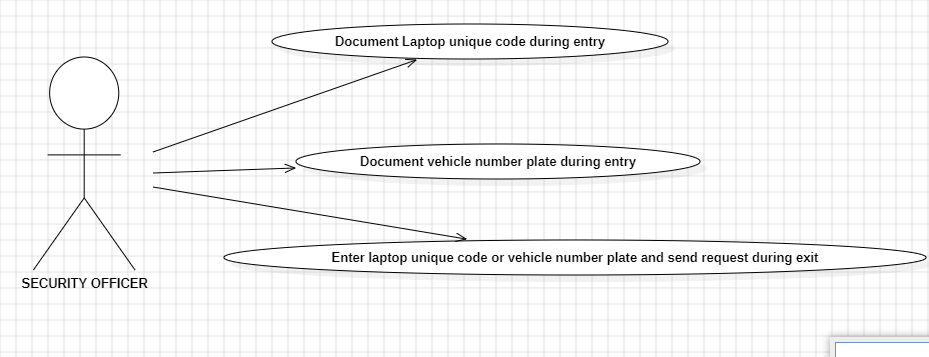 Document Laptop unique code during entry
Document vehicle number plate during entry
Enter laptop unique code or vehicle number plate and send request during exit
SECURITY OFFICER